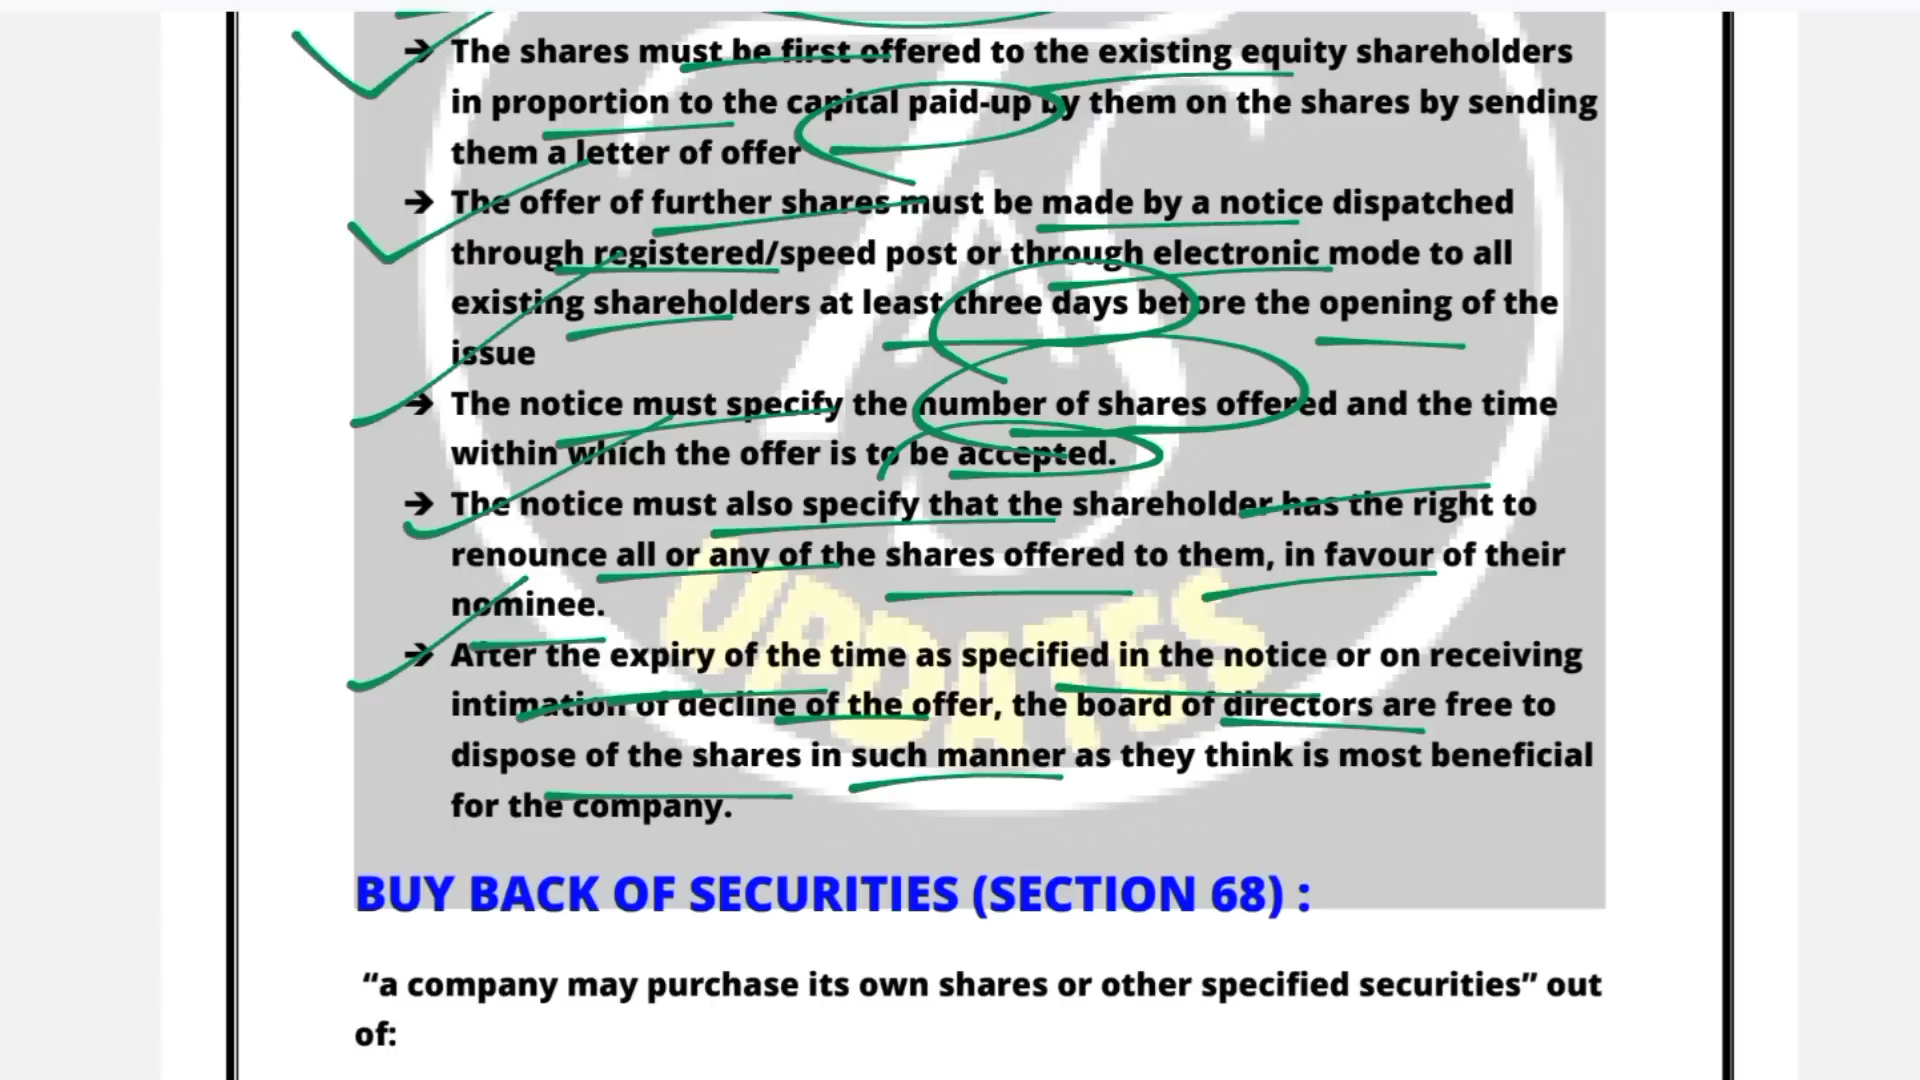 → The shares must be first offered to the existing equity shareholders
in proportion to the capital paid-up by them on the shares by sending
them a letter of offer
→ The offer of further shares must be made by a notice dispatched
through registered/speed post or through electronic mode to all
existing shareholders at least three days before the opening of the
issue
→ The notice must specify the number of shares offered and the time
within which the offer is to be accepted.
→ The notice must also specify that the shareholder has the right to
renounce all or any of the shares offered to them, in favour of their
nominee.
→ After the expiry of the time as specified in the notice or on receiving
intimation of decline of the offer, the board of directors are free to
dispose of the shares in such manner as they think is most beneficial
for the company.
UPDATES
BUY BACK OF SECURITIES (SECTION 68) :
“a company may purchase its own shares or other specified securities” out
of: